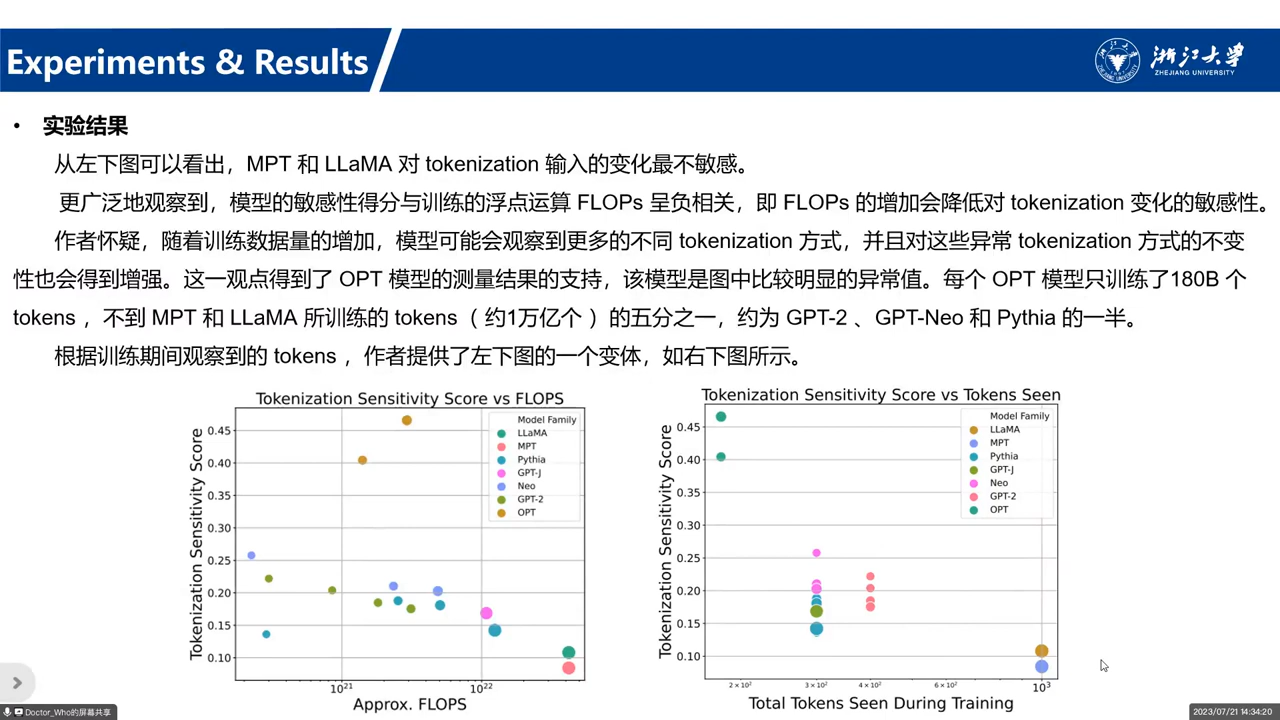 Experiments & Results
浙江大学
ZHEJIANG UNIVERSITY
• 实验结果
从左下图可以看出，MPT 和 LLaMA 对 tokenization 输入的变化最不敏感。
更广泛地观察到，模型的敏感性得分与训练的浮点运算 FLOPs 呈负相关，即 FLOPs 的增加会降低对 tokenization 变化的敏感性。
作者怀疑，随着训练数据量的增加，模型可能会观察到更多的不同 tokenization 方式，并且对这些异常 tokenization 方式的不变
性也会得到增强。这一观点得到了 OPT 模型的测量结果的支持，该模型是图中比较明显的异常值。每个 OPT 模型只训练了180B 个
tokens ，不到 MPT 和 LLaMA 所训练的 tokens（ 约1万亿个 ）的五分之一，约为 GPT-2 、GPT-Neo 和 Pythia 的一半。
根据训练期间观察到的 tokens ，作者提供了左下图的一个变体，如右下图所示。
Tokenization Sensitivity Score vs FLOPS
Tokenization Sensitivity Score
0.45
0.40
0.35
0.30
0.25
0.20
0.15
0.10
Model Family
LLaMA
MPT
Pythia
GPT-J
Neo
GPT-2
OPT
10²¹
10²²
Approx. FLOPS
Tokenization Sensitivity Score vs Tokens Seen
Tokenization Sensitivity Score
0.45
0.40
0.35
0.30
0.25
0.20
0.15
0.10
Model Family
LLaMA
MPT
Pythia
GPT-J
Neo
GPT-2
OPT
2 × 10²
3 × 10²
4 × 10²
6 × 10²
10³
Total Tokens Seen During Training
Doctor_Who的屏幕共享
2023/07/21 14:34:20